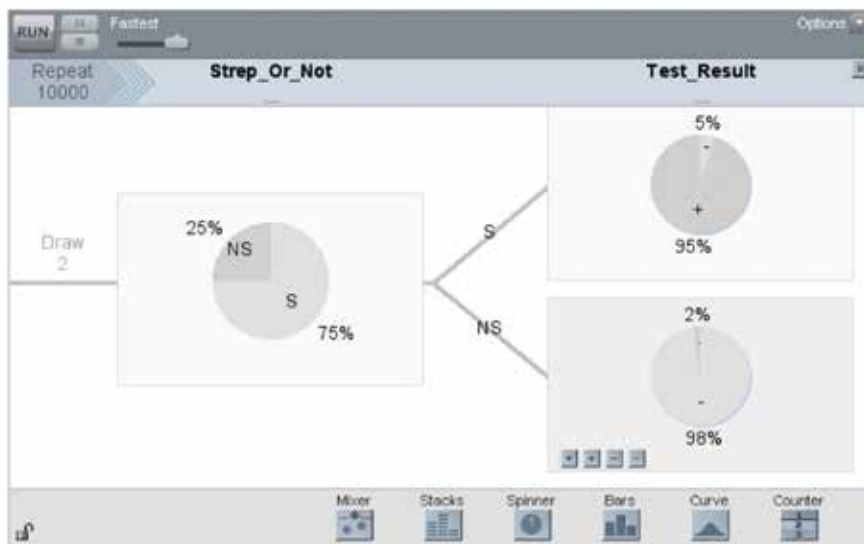 RUN
Fastest
Options
Repeat
10000
Strep_Or_Not
Test_Result
Draw
2
25%
NS
S
75%
S
NS
5%
-
+
95%
2%
-
98%
Mixer
Stacks
Spinner
Bars
Curve
Counter